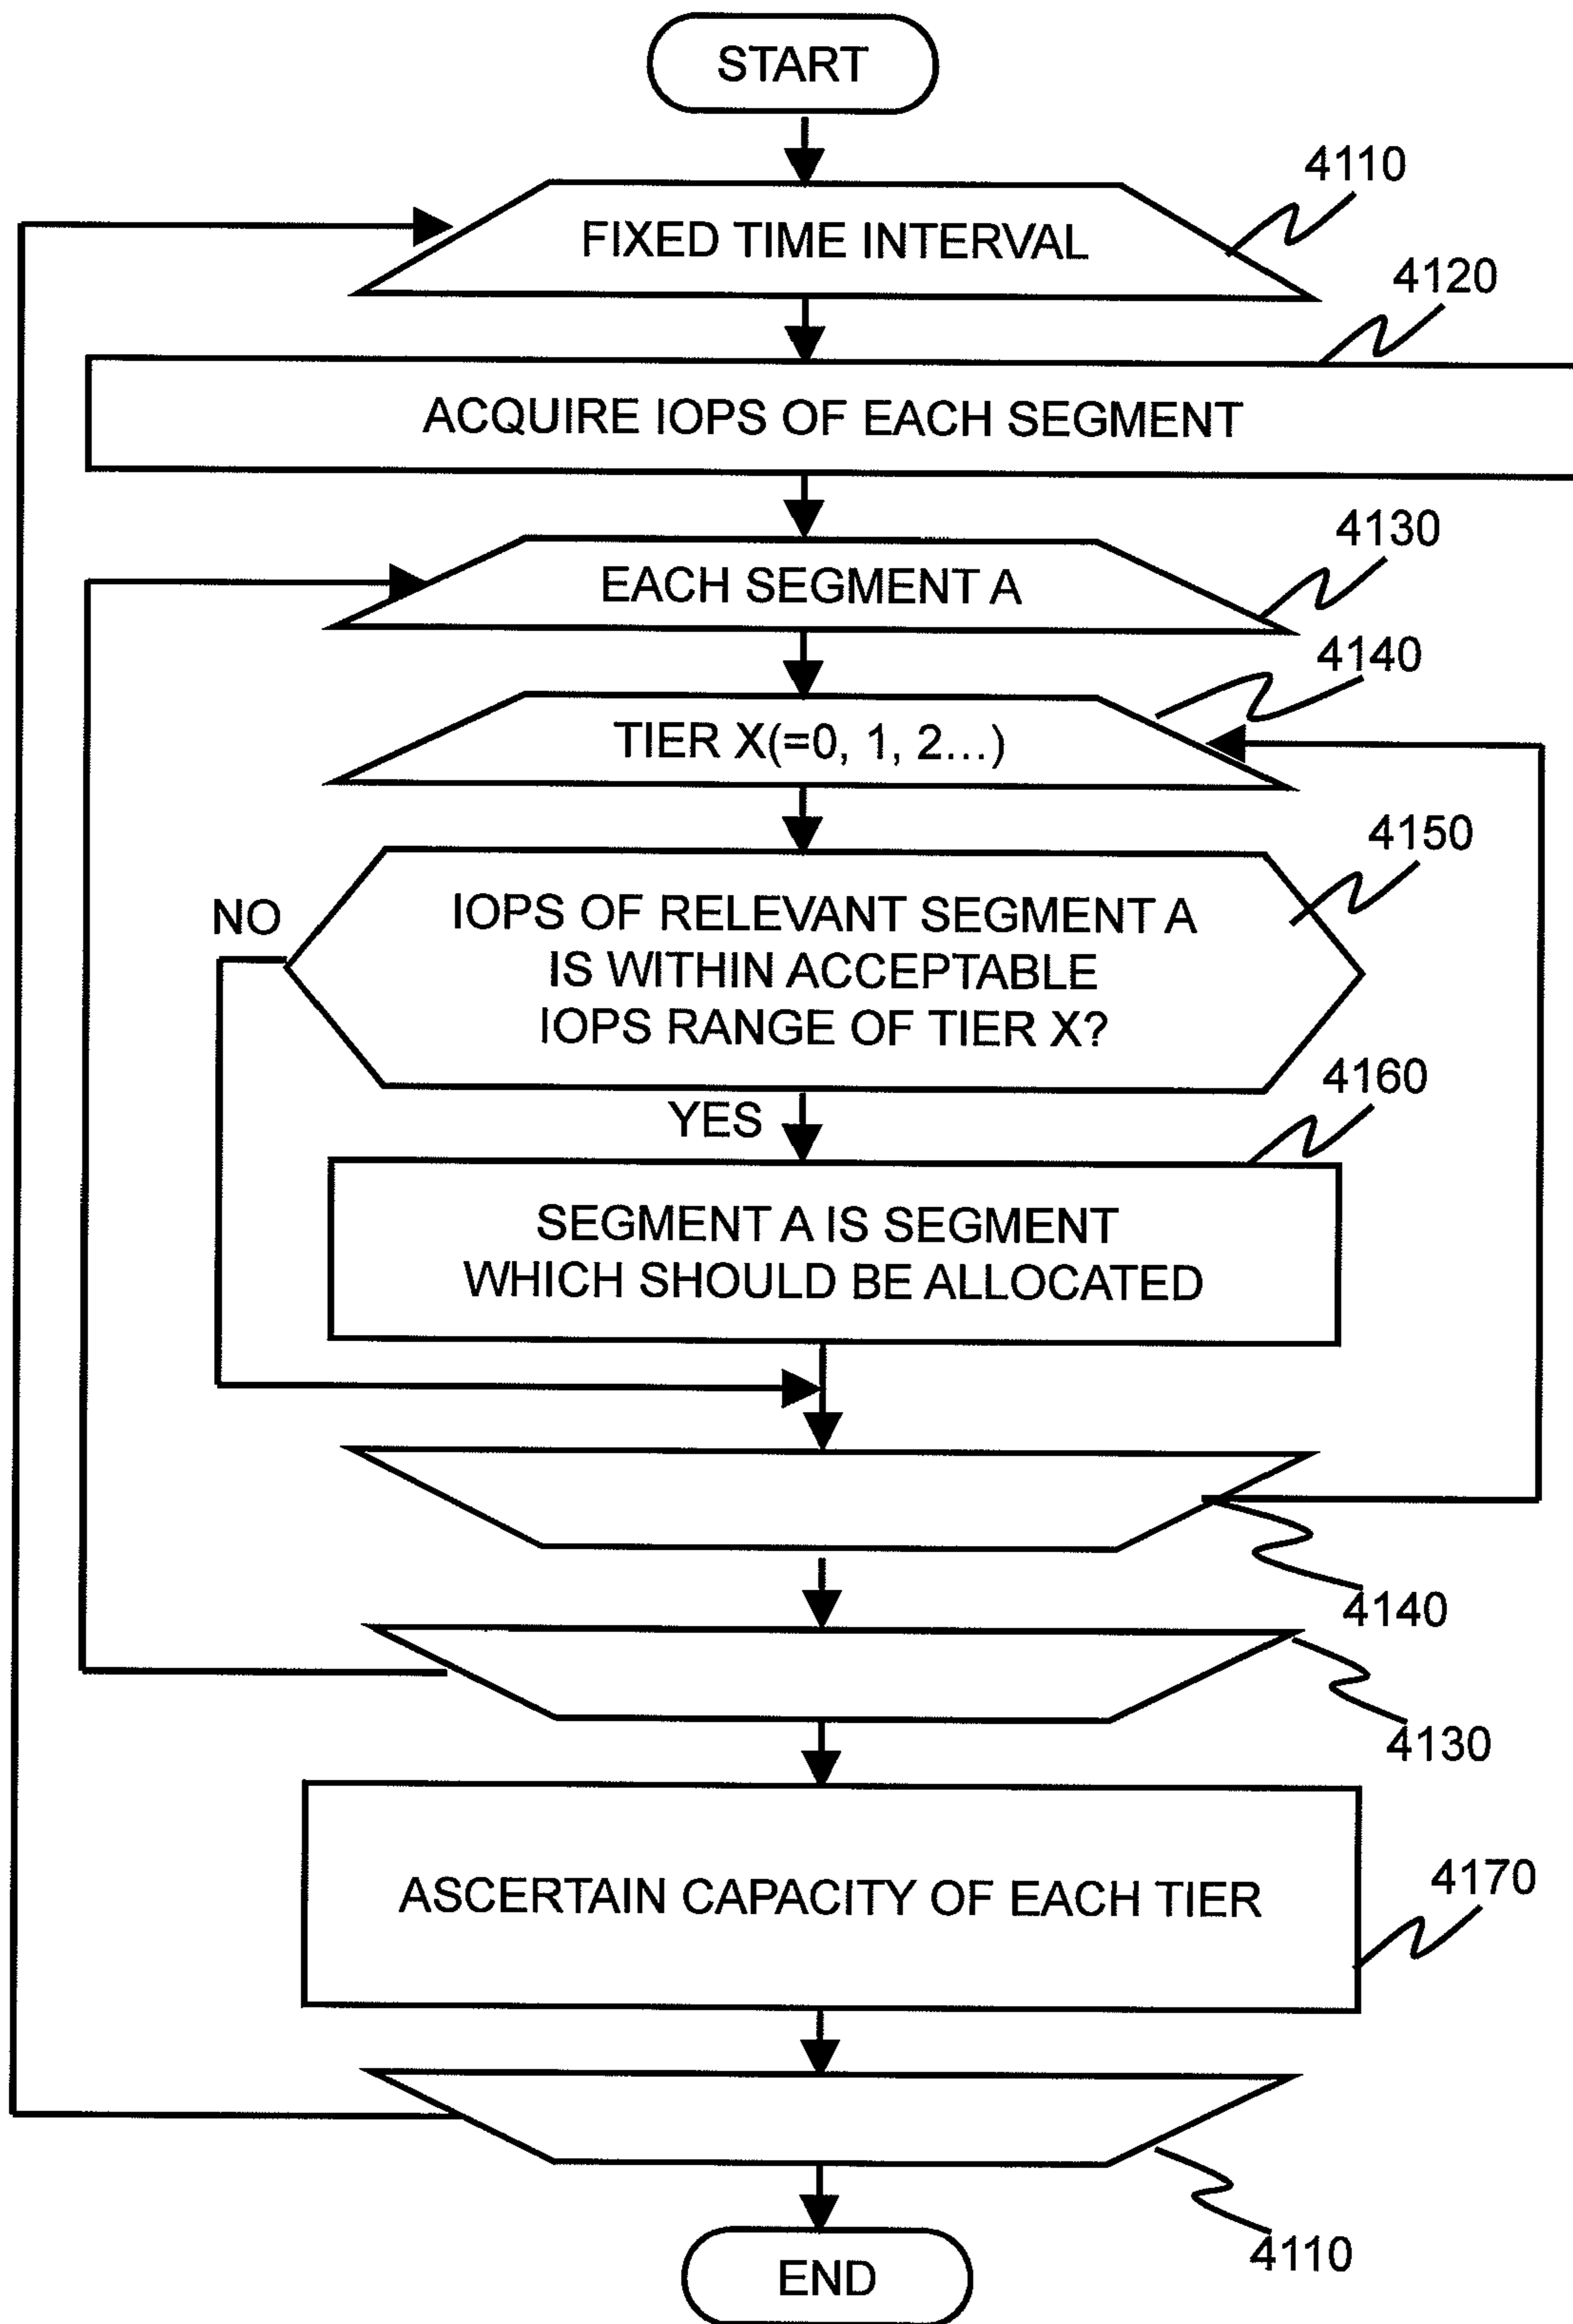 START
4110
FIXED TIME INTERVAL
4120
ACQUIRE IOPS OF EACH SEGMENT
4130
EACH SEGMENT A
4140
TIER X(=0, 1, 2...)
4150
NO
IOPS OF RELEVANT SEGMENT A
IS WITHIN ACCEPTABLE
IOPS RANGE OF TIER X?
4160
YES
SEGMENT A IS SEGMENT
WHICH SHOULD BE ALLOCATED
4140
4130
ASCERTAIN CAPACITY OF EACH TIER
4170
4110
END